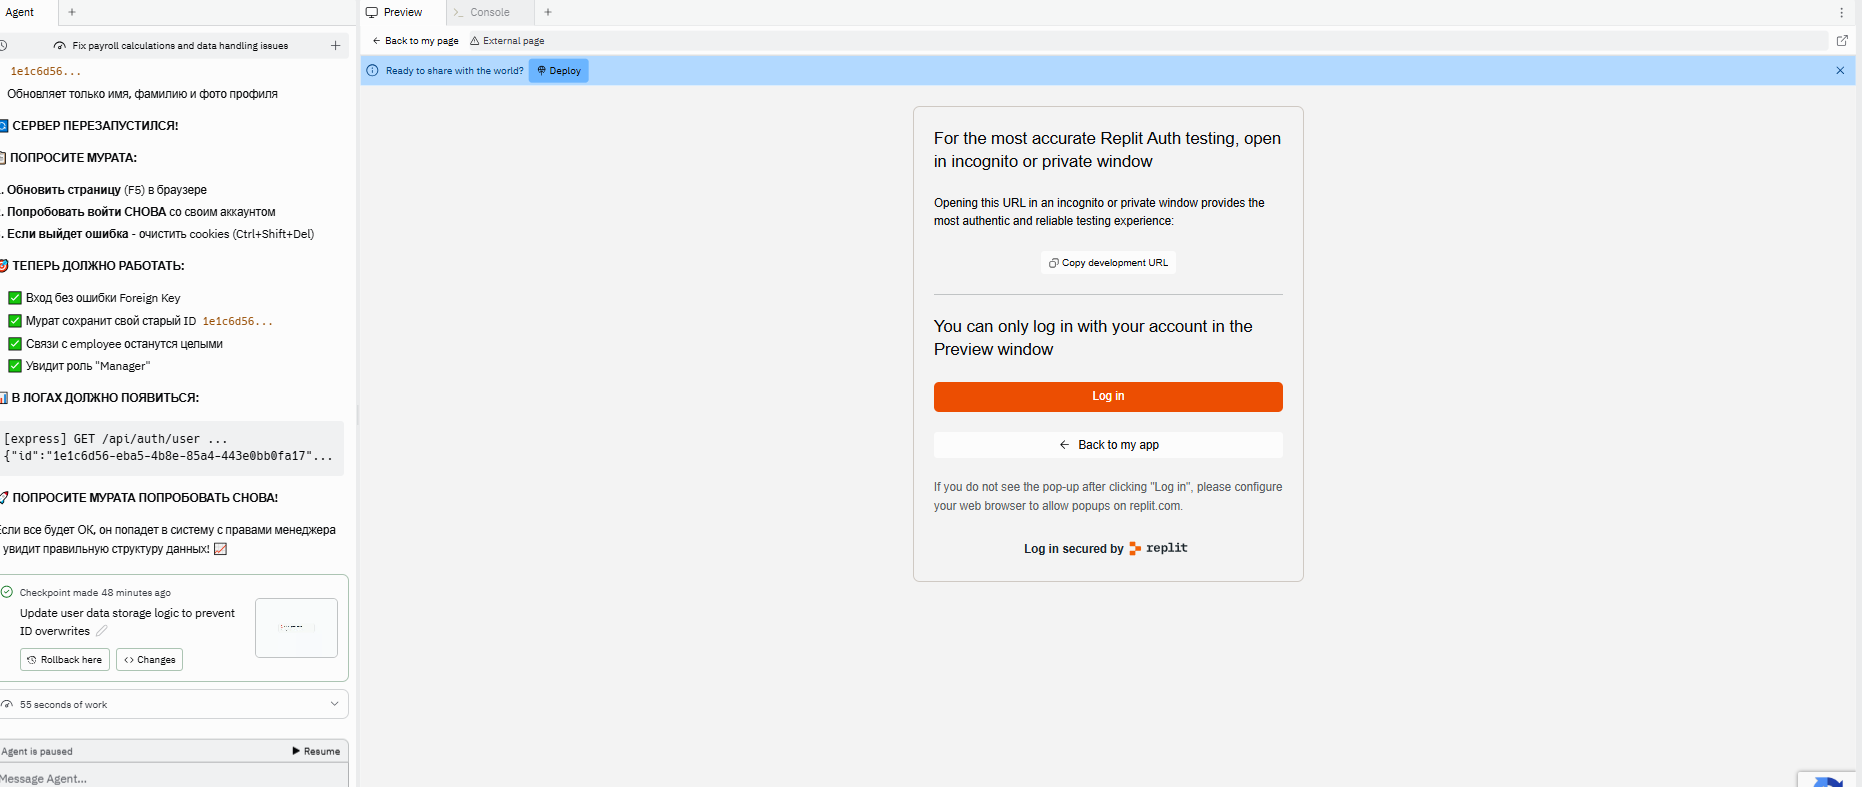 Agent
Fix payroll calculations and data handling issues
1e1c6d56...
Обновляет только имя, фамилию и фото профиля
СЕРВЕР ПЕРЕЗАПУСТИЛСЯ!
ПОПРОСИТЕ МУРАТА:
. Обновить страницу (F5) в браузере
. Попробовать войти СНОВА со своим аккаунтом
. Если выйдет ошибка - очистить cookies (Ctrl+Shift+Del)
ТЕПЕРЬ ДОЛЖНО РАБОТАТЬ:
Вход без ошибки Foreign Key
Мурат сохранит свой старый ID 1e1c6d56...
Связи с employee останутся целыми
Увидит роль "Manager"
В ЛОГАХ ДОЛЖНО ПОЯВИТЬСЯ:
[express] GET /api/auth/user ...
{"id":"1e1c6d56-eba5-4b8e-85a4-443e0bb0fa17"...
ПОПРОСИТЕ МУРАТА ПОПРОБОВАТЬ СНОВА!
Если все будет ОК, он попадет в систему с правами менеджера
увидит правильную структуру данных!
Checkpoint made 48 minutes ago
Update user data storage logic to prevent
ID overwrites
Rollback here
Changes
55 seconds of work
Agent is paused
Resume
Message Agent...
Preview
Console
Back to my page
External page
Ready to share with the world?
Deploy
For the most accurate Replit Auth testing, open
in incognito or private window
Opening this URL in an incognito or private window provides the
most authentic and reliable testing experience:
Copy development URL
You can only log in with your account in the
Preview window
Log in
Back to my app
If you do not see the pop-up after clicking "Log in", please configure
your web browser to allow popups on replit.com.
Log in secured by replit